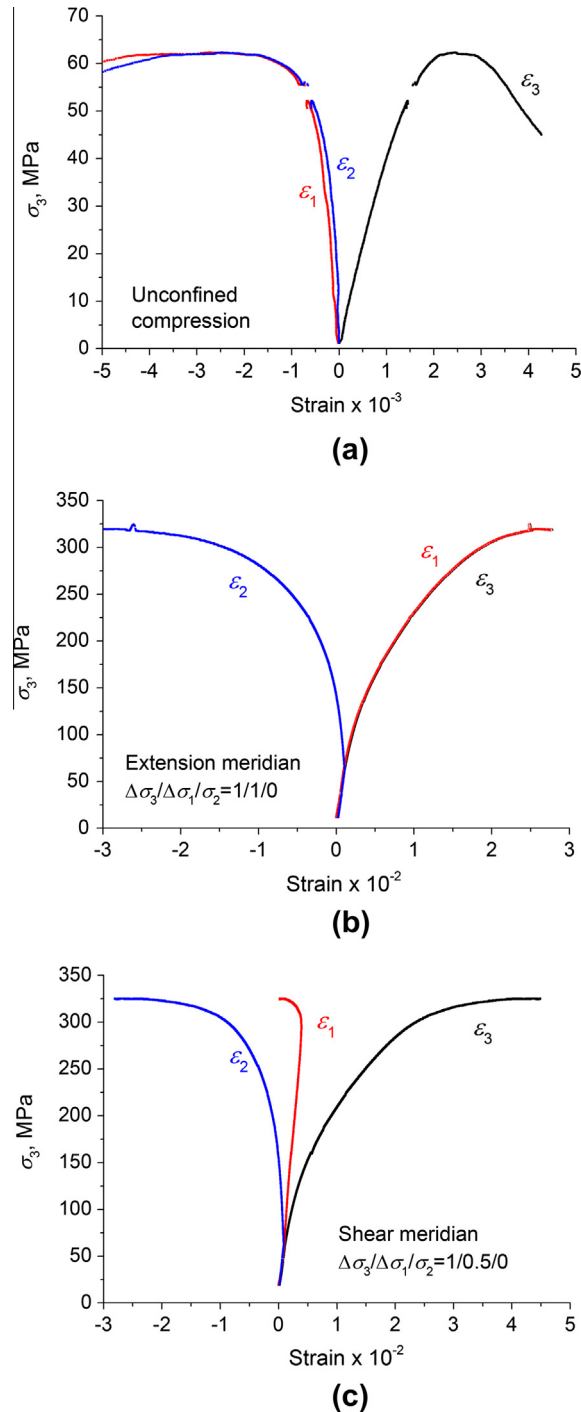 70
60
50
40
30
20
10
0
σ3, MPa
ε1
ε2
ε3
Unconfined
compression
-5 -4 -3 -2 -1 0 1 2 3 4 5
Strain x 10-3
(a)
350
300
250
200
150
100
50
0
σ3, MPa
ε2
ε1
ε3
Extension meridian
Δσ3/Δσ1/σ2=1/1/0
-3 -2 -1 0 1 2 3
Strain x 10-2
(b)
350
300
250
200
150
100
50
0
σ3, MPa
ε2
ε1
ε3
Shear meridian
Δσ3/Δσ1/σ2=1/0.5/0
-3 -2 -1 0 1 2 3 4 5
Strain x 10-2
(c)